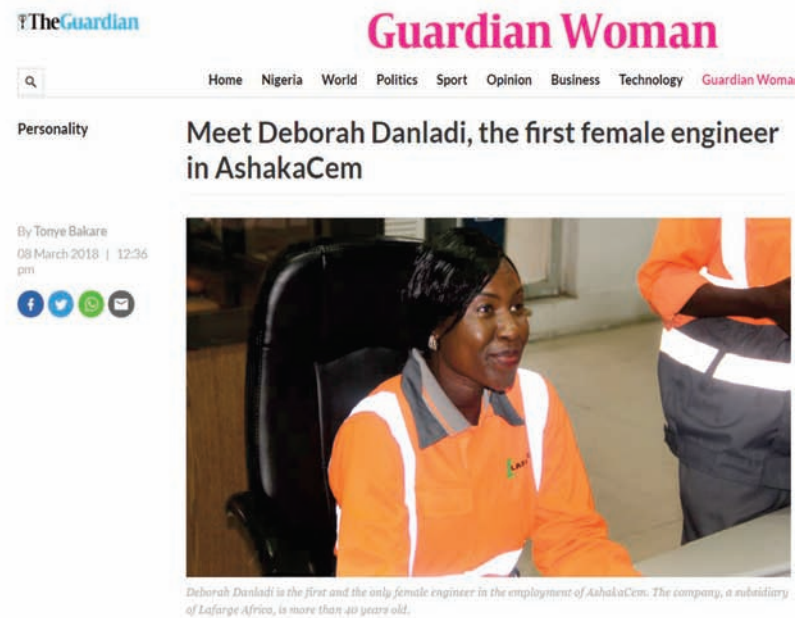 TheGuardian
Guardian Woman
Home Nigeria World Politics Sport Opinion Business Technology Guardian Woman
Personality
Meet Deborah Danladi, the first female engineer
in AshakaCem
By Tonye Bakare
08 March 2018 | 12:36
pm
Deborah Danladi is the first and the only female engineer in the employment of AshakaCem. The company, a subsidiary
of Lafarge Africa, is more than 40 years old.